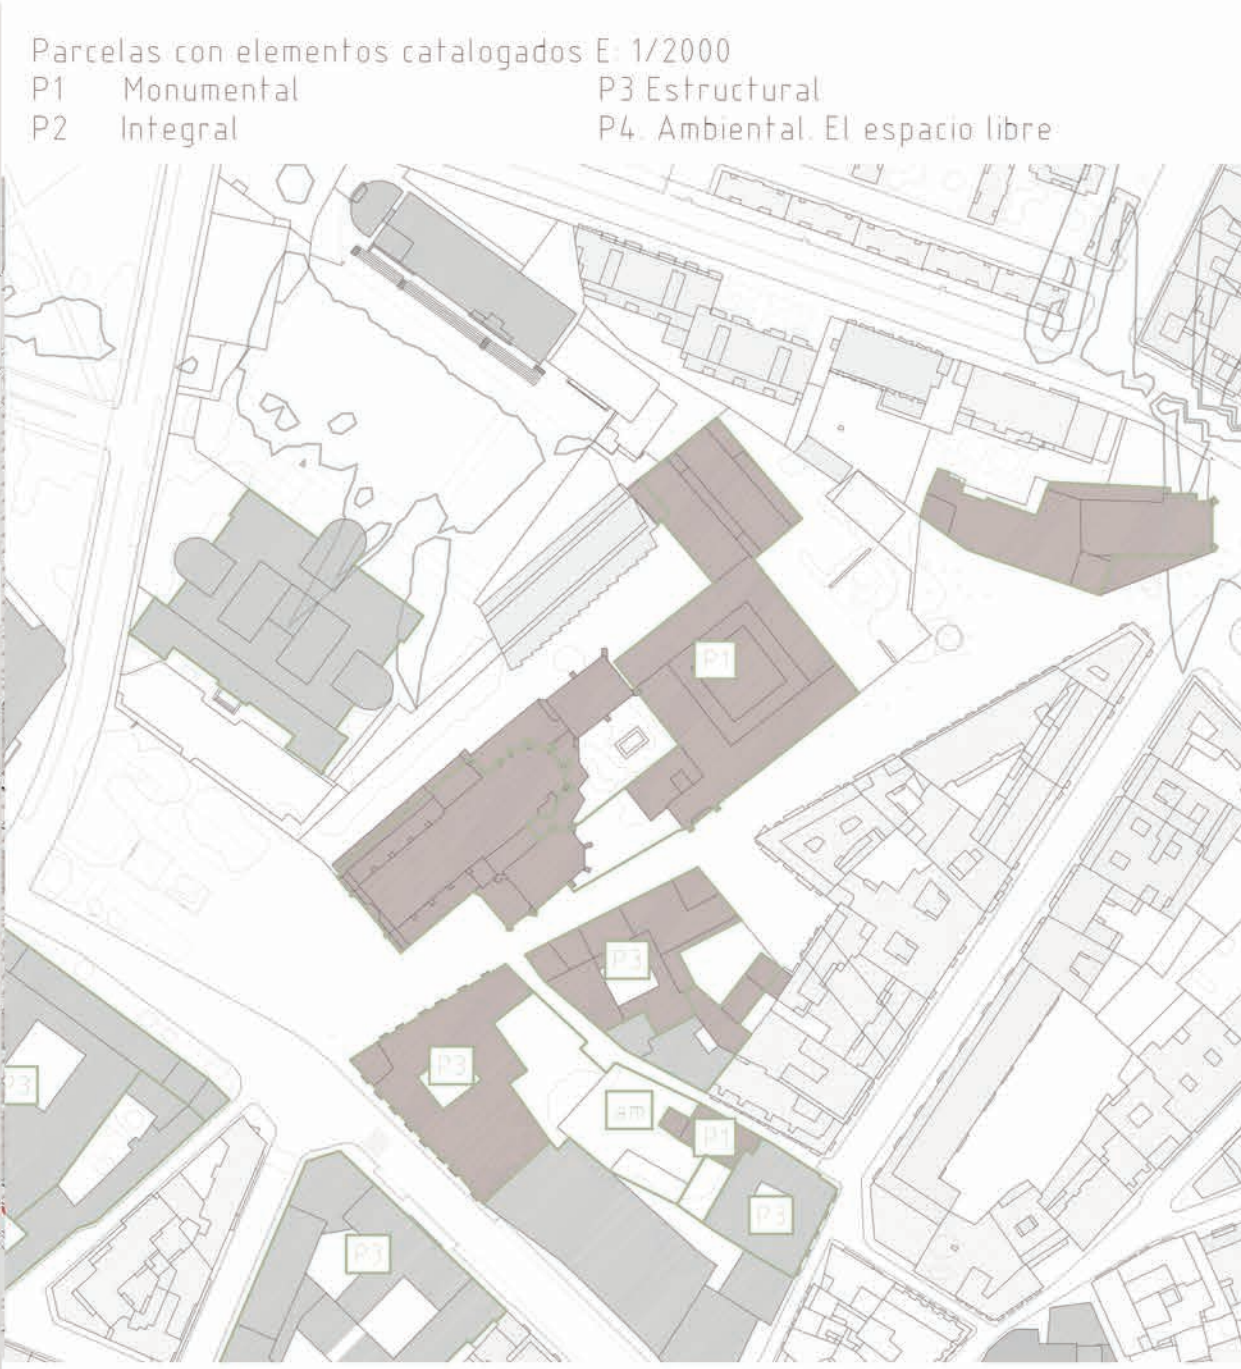 Parcelas con elementos catalogados E: 1/2000
P1 Monumental P3 Estructural
P2 Integral P4. Ambiental. El espacio libre
P1
P3
P3
P3
am
P1
P3
P3